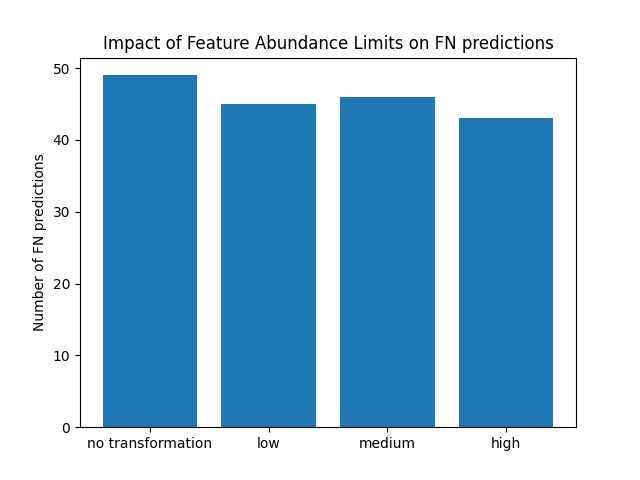 Impact of Feature Abundance Limits on FN predictions
Number of FN predictions
50
40
30
20
10
0
no transformation low medium high